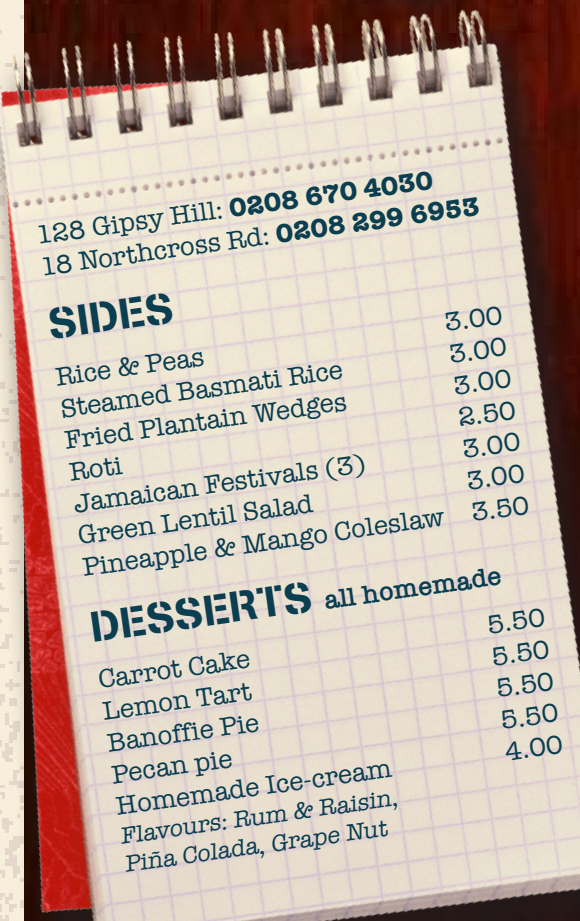 128 Gipsy Hill: 0208 670 4030
18 Northcross Rd: 0208 299 6953
SIDES
Rice & Peas 3.00
Steamed Basmati Rice 3.00
Fried Plantain Wedges 3.00
Roti 2.50
Jamaican Festivals (3) 3.00
Green Lentil Salad 3.00
Pineapple & Mango Coleslaw 3.50
DESSERTS all homemade
Carrot Cake 5.50
Lemon Tart 5.50
Banoffie Pie 5.50
Pecan pie 5.50
Homemade Ice-cream 4.00
Flavours: Rum & Raisin,
Piña Colada, Grape Nut